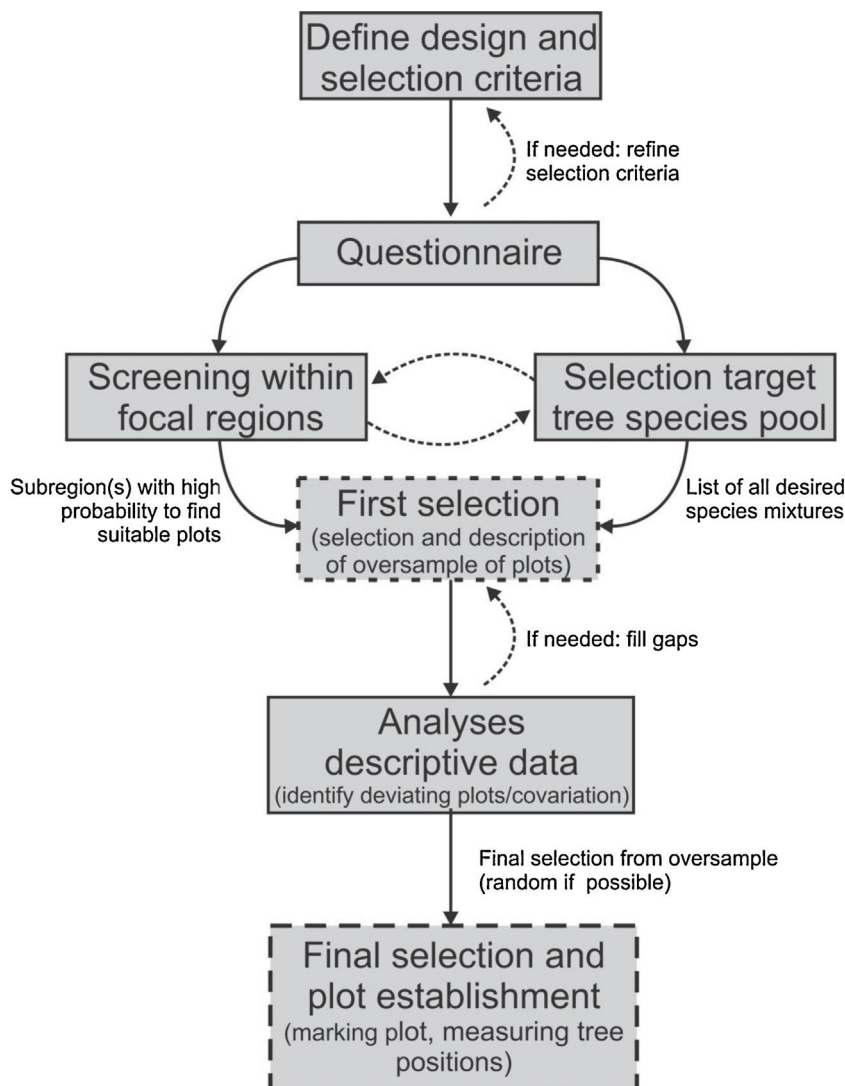 Define design and
selection criteria
If needed: refine
selection criteria
Questionnaire
Screening within
focal regions
Selection target
tree species pool
Subregion(s) with high
probability to find
suitable plots
First selection
(selection and description
of oversample of plots)
List of all desired
species mixtures
If needed: fill gaps
Analyses
descriptive data
(identify deviating plots/covariation)
Final selection from oversample
(random if possible)
Final selection and
plot establishment
(marking plot, measuring tree
positions)